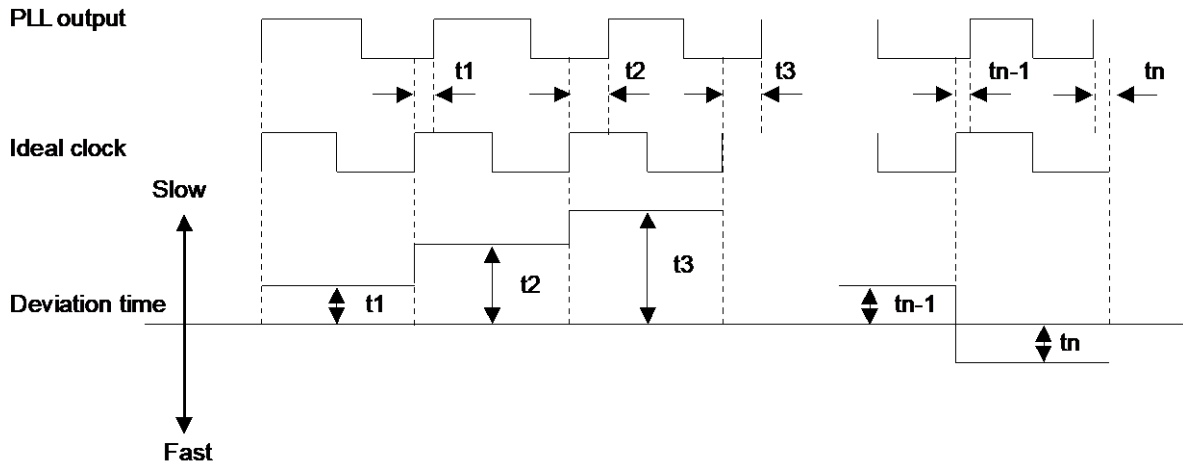 PLL output
t1
t2
t3
tn-1
tn
Ideal clock
Slow
t1
t2
t3
Deviation time
tn-1
tn
Fast